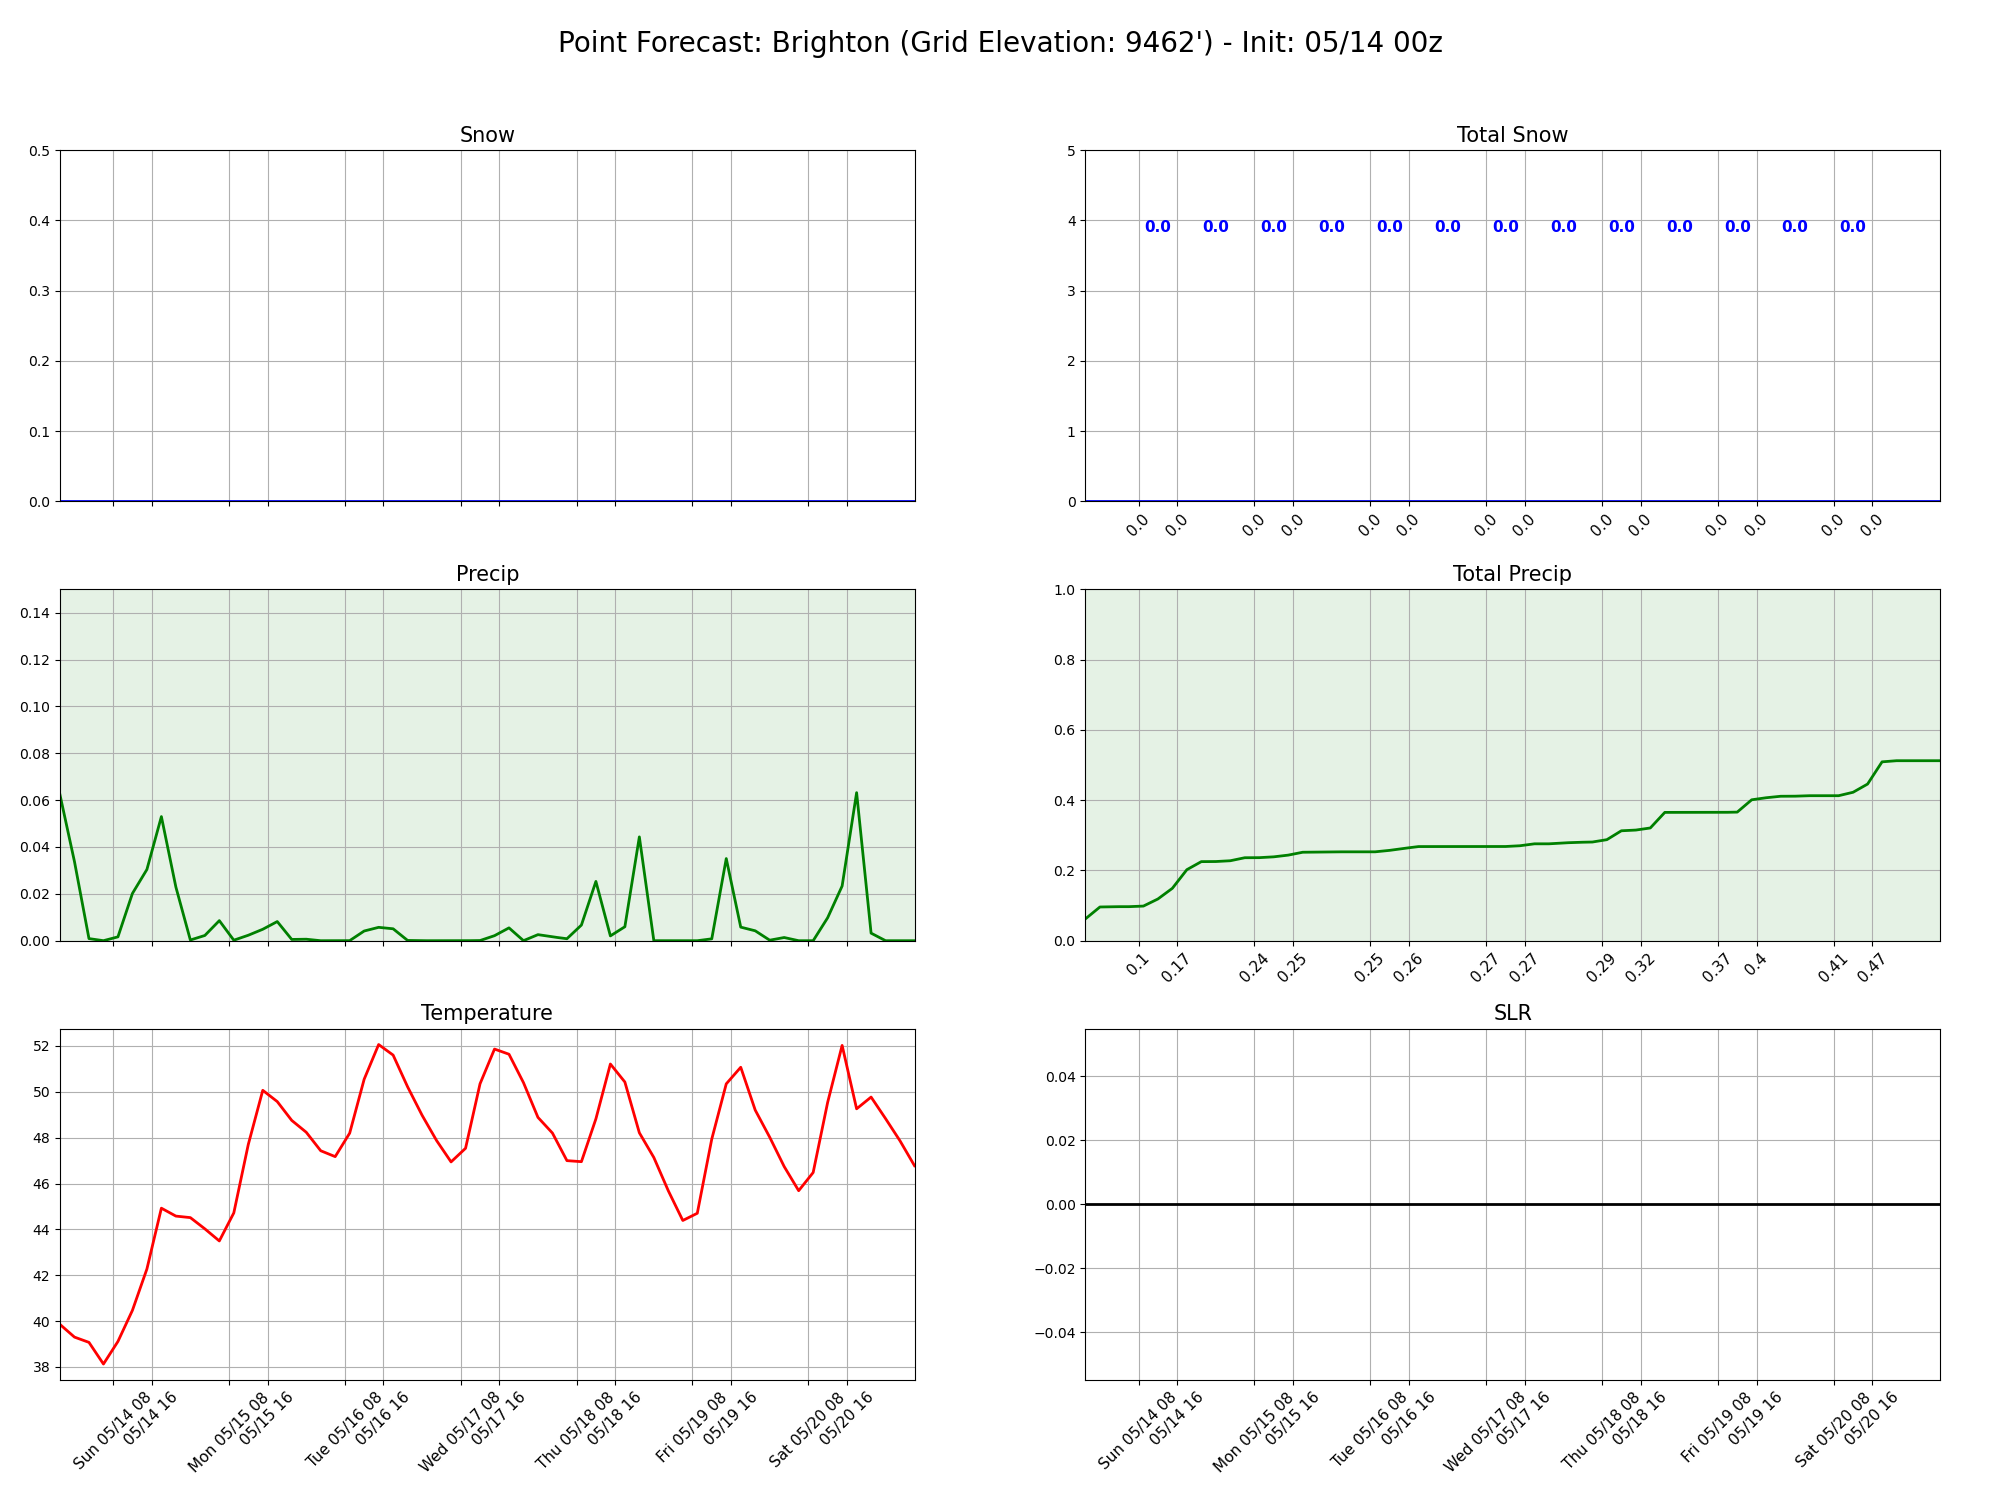 Point Forecast: Brighton (Grid Elevation: 9462') - Init: 05/14 00z
Snow
0.5
0.4
0.3
0.2
0.1
0.0
Total Snow
5
4
3
2
1
0
0.0 0.0 0.0 0.0 0.0 0.0 0.0 0.0 0.0 0.0 0.0 0.0 0.0
0.0 0.0 0.0 0.0 0.0 0.0 0.0 0.0 0.0 0.0 0.0 0.0 0.0 0.0
Precip
0.14
0.12
0.10
0.08
0.06
0.04
0.02
0.00
Total Precip
1.0
0.8
0.6
0.4
0.2
0.0
0.1 0.17 0.24 0.25 0.25 0.26 0.27 0.27 0.29 0.32 0.37 0.4 0.41 0.47
Temperature
52
50
48
46
44
42
40
38
Sun 05/14 08
05/14 16
Mon 05/15 08
05/15 16
Tue 05/16 08
05/16 16
Wed 05/17 08
05/17 16
Thu 05/18 08
05/18 16
Fri 05/19 08
05/19 16
Sat 05/20 08
05/20 16
SLR
0.04
0.02
0.00
−0.02
−0.04
Sun 05/14 08
05/14 16
Mon 05/15 08
05/15 16
Tue 05/16 08
05/16 16
Wed 05/17 08
05/17 16
Thu 05/18 08
05/18 16
Fri 05/19 08
05/19 16
Sat 05/20 08
05/20 16